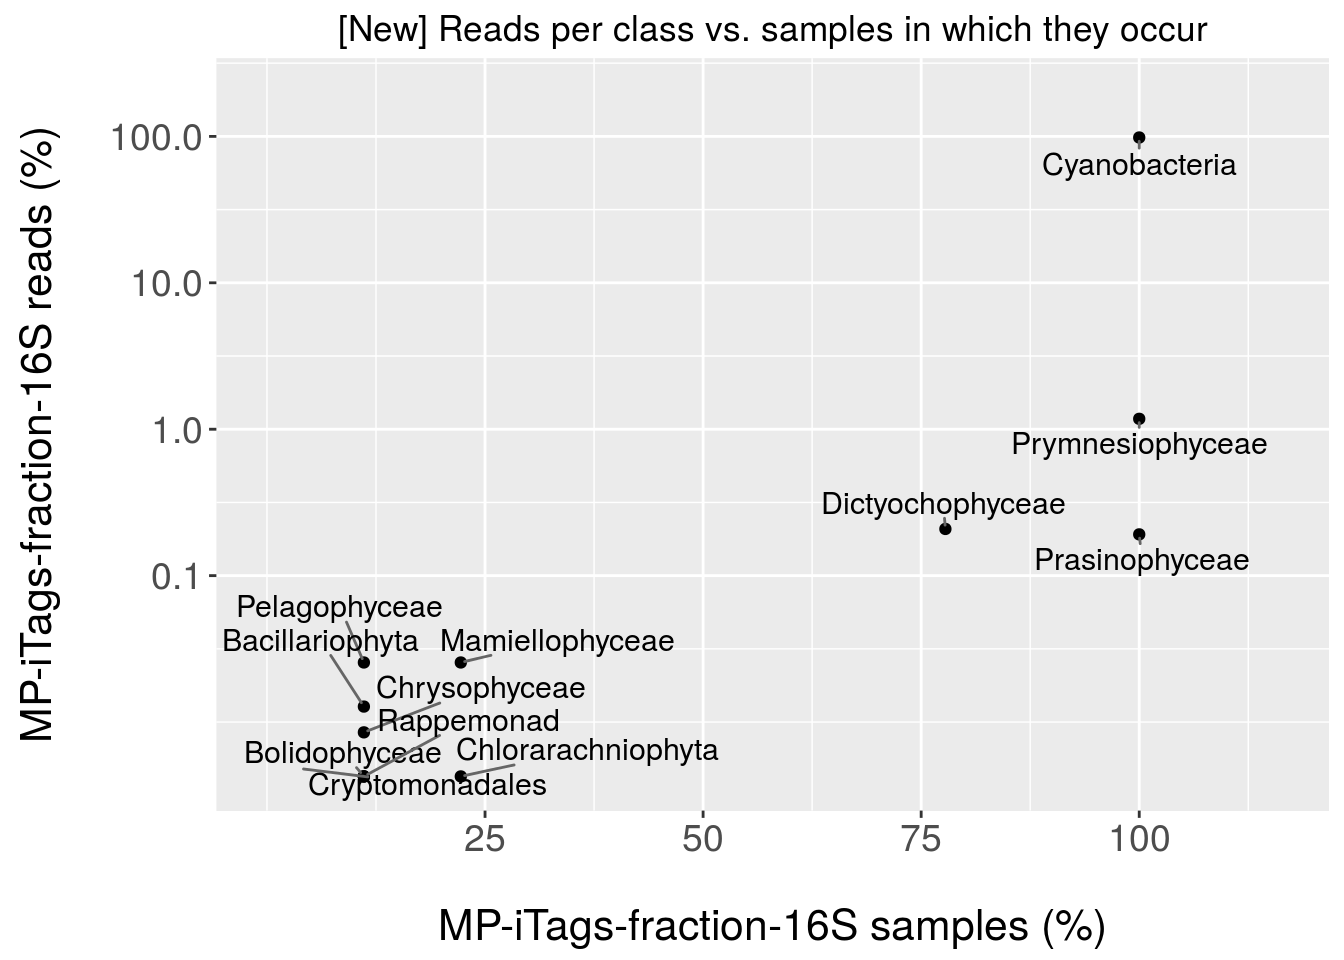 [New] Reads per class vs. samples in which they occur
MP-iTags-fraction-16S reads (%)
100.0
10.0
1.0
0.1
Cyanobacteria
Prymnesiophyceae
Dictyochophyceae
Prasinophyceae
Pelagophyceae
Bacillariophyta
Mamiellophyceae
Chrysophyceae
Rappemonad
Bolidophyceae
Chlorarachniophyta
Cryptomonadales
25
50
75
100
MP-iTags-fraction-16S samples (%)